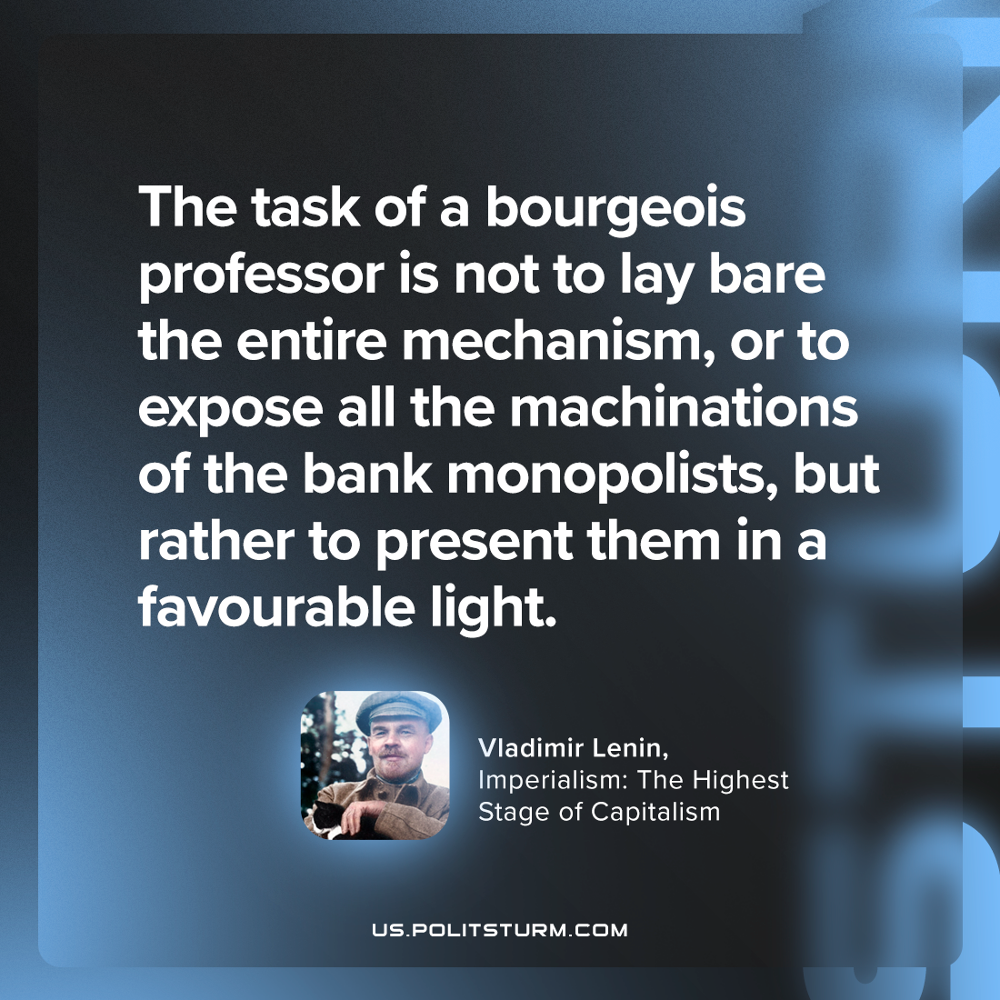 The task of a bourgeois
professor is not to lay bare
the entire mechanism, or to
expose all the machinations
of the bank monopolists, but
rather to present them in a
favourable light.
Vladimir Lenin,
Imperialism: The Highest
Stage of Capitalism
US.POLITSTURM.COM